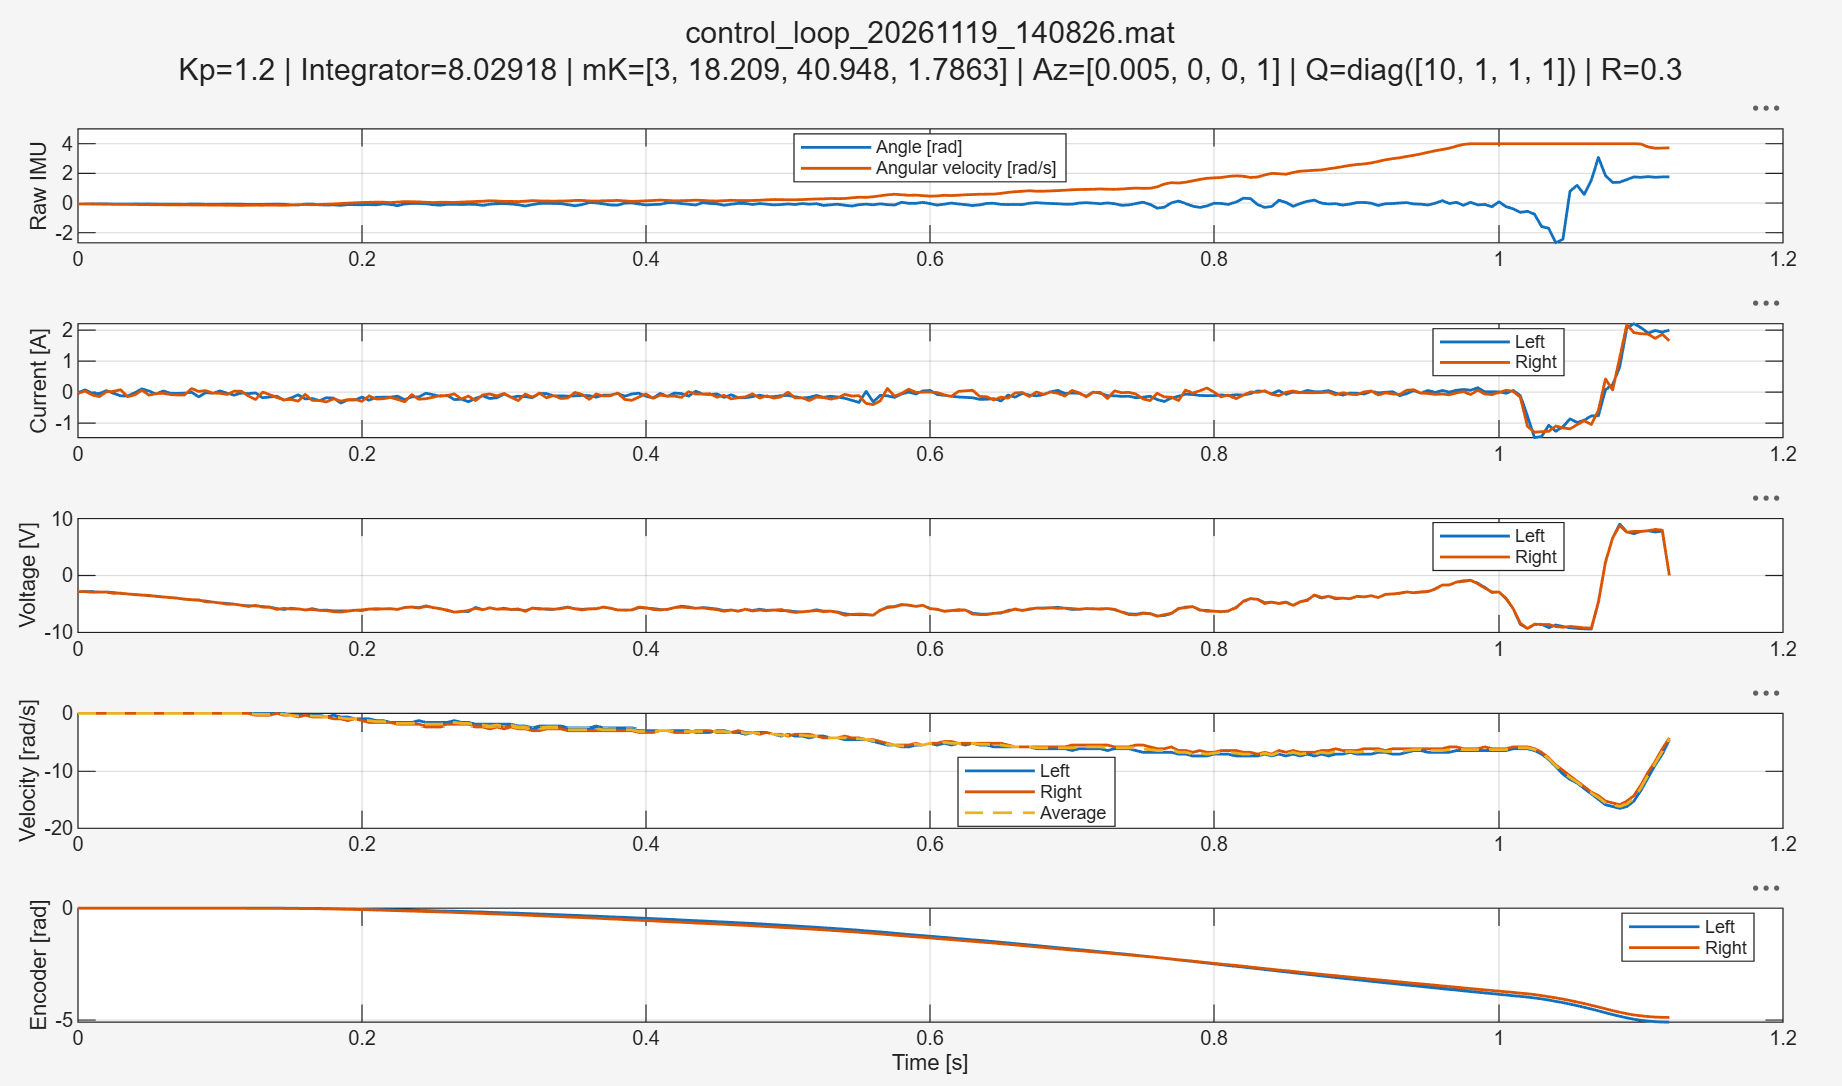 control_loop_20261119_140826.mat
Kp=1.2 | Integrator=8.02918 | mK=[3, 18.209, 40.948, 1.7863] | Az=[0.005, 0, 0, 1] | Q=diag([10, 1, 1, 1]) | R=0.3
Raw IMU
4
2
0
-2
Angle [rad]
Angular velocity [rad/s]
0 0.2 0.4 0.6 0.8 1 1.2
Current [A]
2
1
0
-1
Left
Right
0 0.2 0.4 0.6 0.8 1 1.2
Voltage [V]
10
0
-10
Left
Right
0 0.2 0.4 0.6 0.8 1 1.2
Velocity [rad/s]
0
-10
-20
Left
Right
Average
0 0.2 0.4 0.6 0.8 1 1.2
Encoder [rad]
0
-5
Left
Right
0 0.2 0.4 0.6 0.8 1 1.2
Time [s]